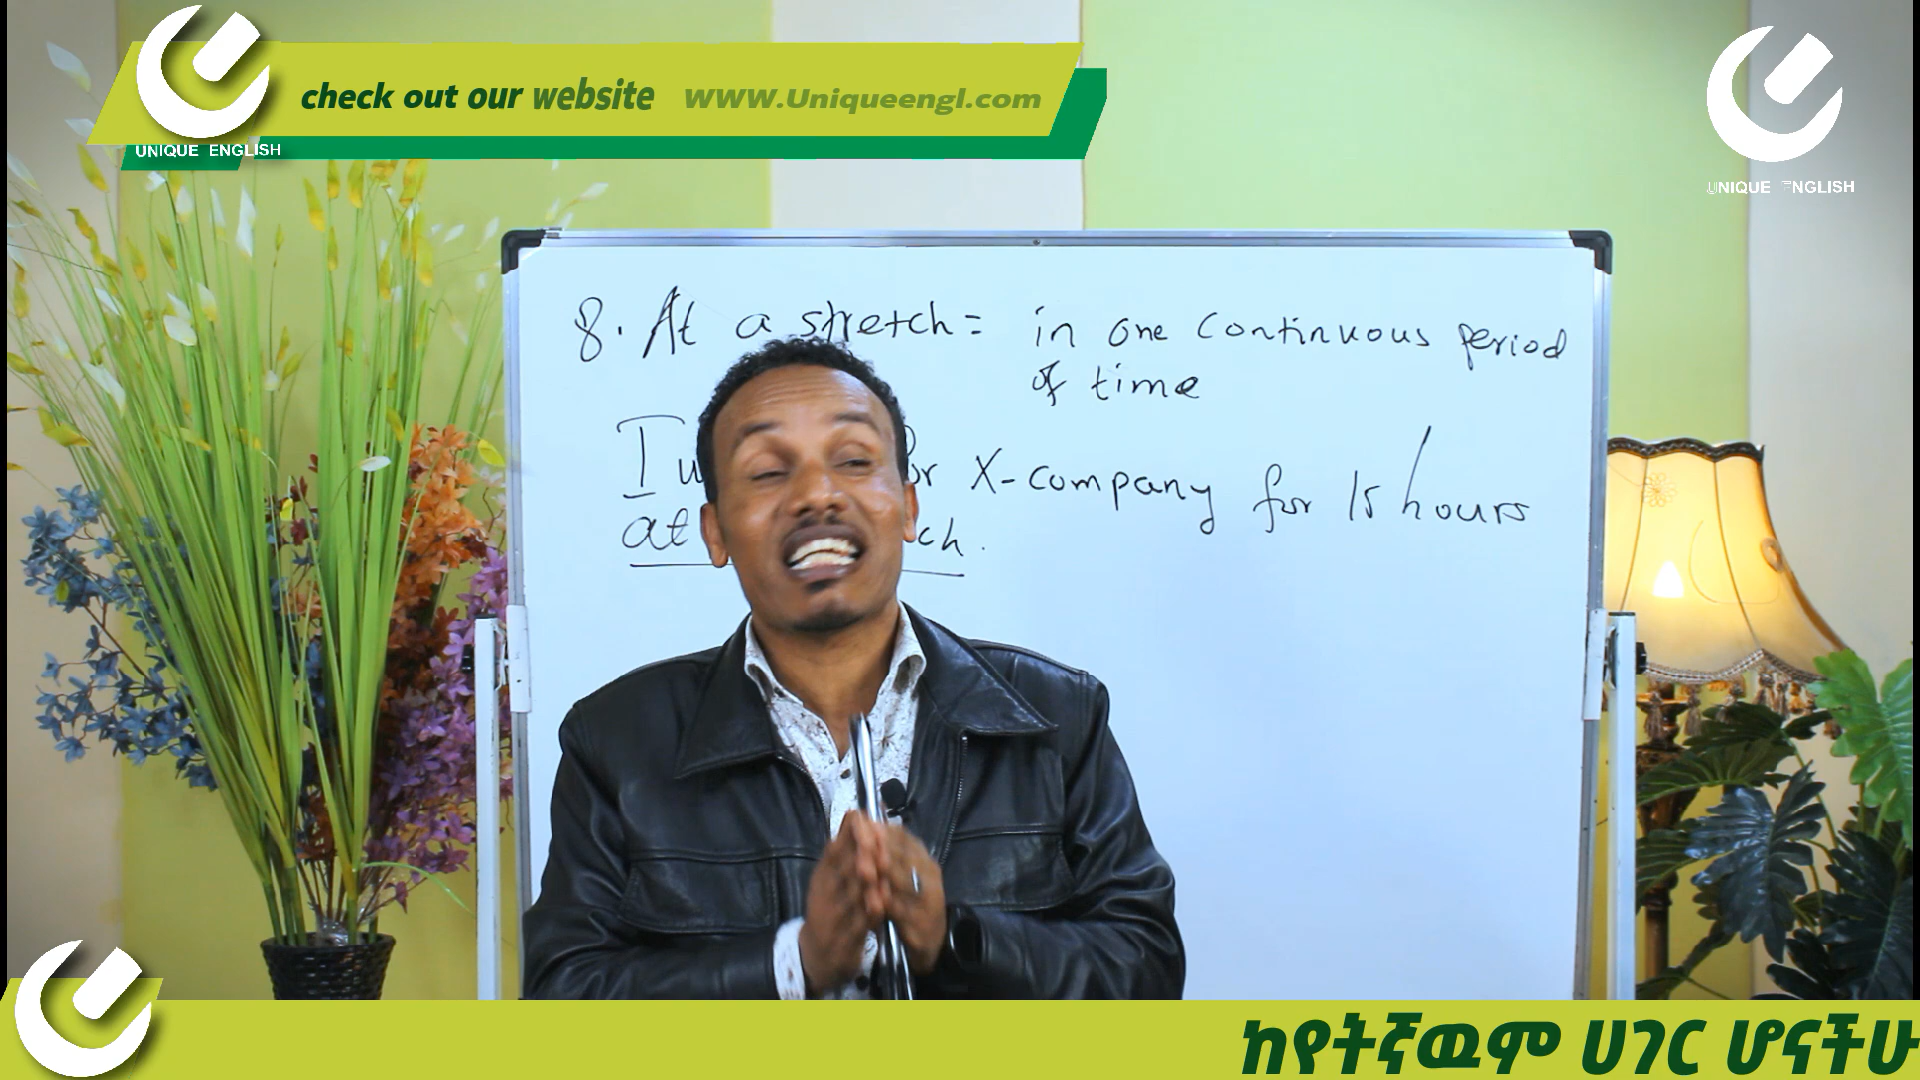 check out our website WWW.Uniqueengl.com
UNIQUE ENGLISH
UNIQUE ENGLISH
8. At a stretch = in one continuous period
of time
I for X-company for 15 hours
at
ከየትኛዉም ሀገር ሆናችሁ